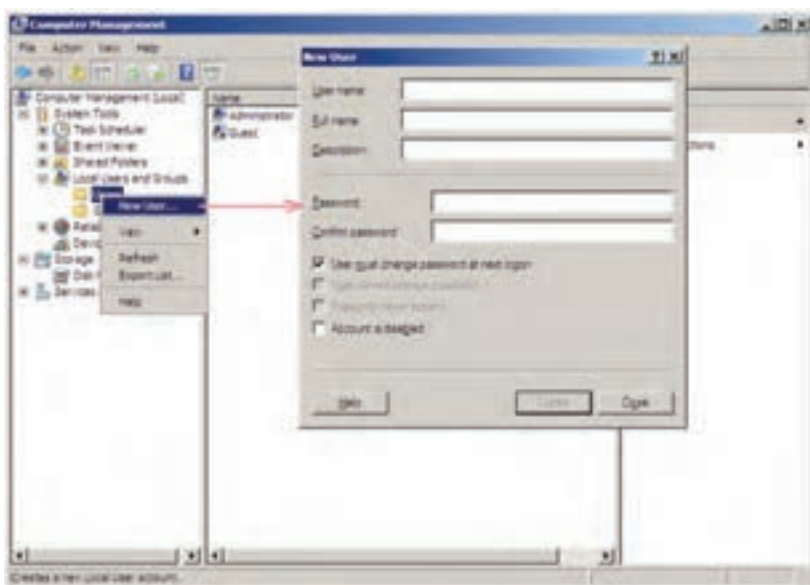 Computer Management
File Action View Help
Computer Management (Local)
System Tools
Task Scheduler
Event Viewer
Shared Folders
Local Users and Groups
Storage
Services
Name
Administrator
Guest
New User...
View
Refresh
Export List...
Help
New User
User name:
Full name:
Description:
Password:
Confirm password:
User must change password at next logon
Account is disabled
Help
Close
Creates a new Local User account.